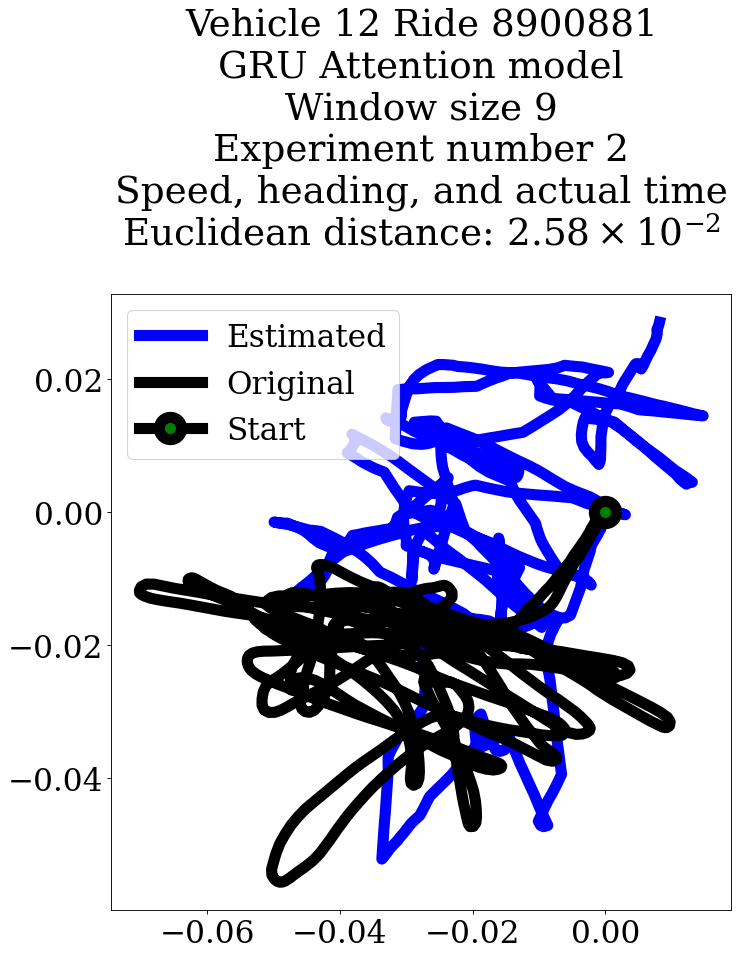 Vehicle 12 Ride 8900881
GRU Attention model
Window size 9
Experiment number 2
Speed, heading, and actual time
Euclidean distance: 2.58 × 10⁻²
Estimated
Original
Start
0.02
0.00
−0.02
−0.04
−0.06
−0.04
−0.02
0.00